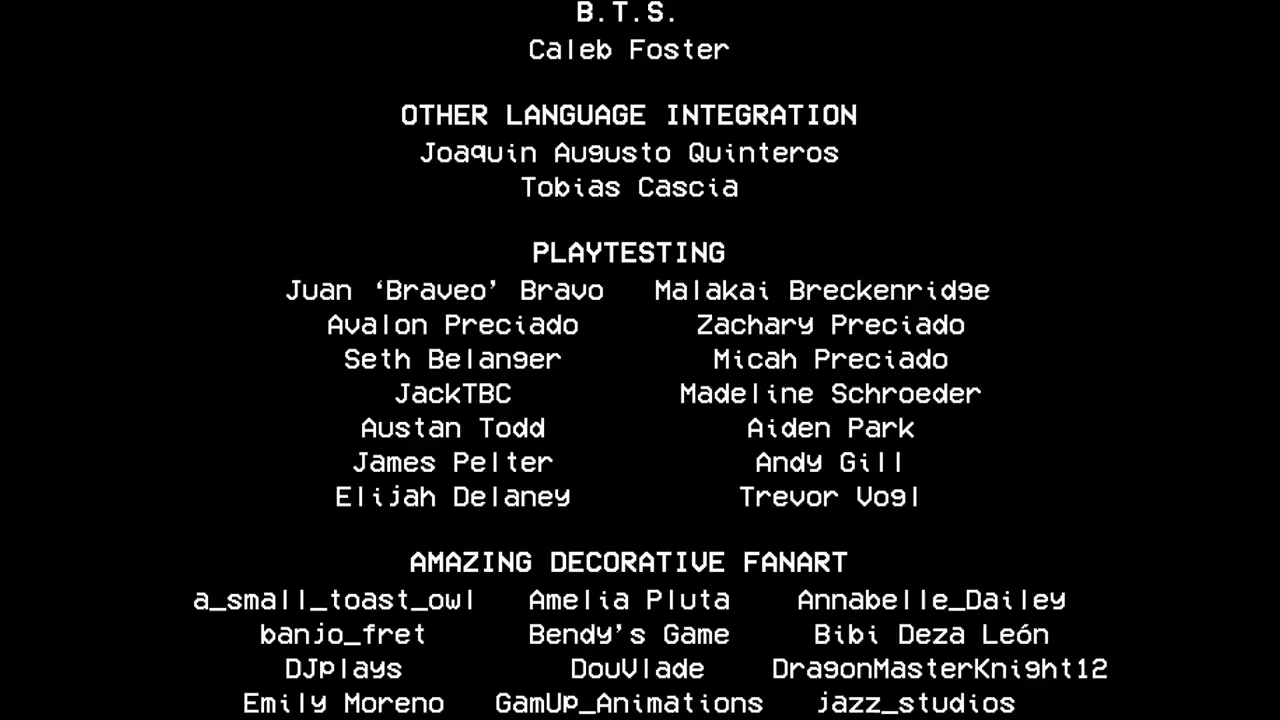 B.T.S.
Caleb Foster
OTHER LANGUAGE INTEGRATION
Joaquin Augusto Quinteros
Tobias Cascia
PLAYTESTING
Juan ‘Braveo’ Bravo Malakai Breckenridge
Avalon Preciado Zachary Preciado
Seth Belanger Micah Preciado
JackTBC Madeline Schroeder
Austan Todd Aiden Park
James Pelter Andy Gill
Elijah Delaney Trevor Vogl
AMAZING DECORATIVE FANART
a_small_toast_owl Amelia Pluta Annabelle_Dailey
banjo_fret Bendy’s Game Bibi Deza León
DJplays DouVlade DragonMasterKnight12
Emily Moreno GamUp_Animations jazz_studios